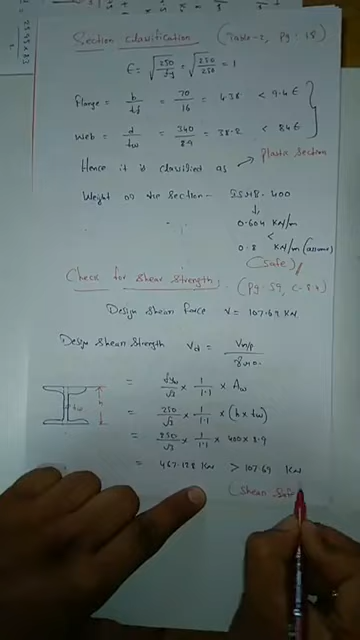 Section classification (Table-2, Pg: 18)
ε = √250/fy = √250/250 = 1
Flange = b/tf = 70/16 = 4.38 < 9.4 ε
Web = d/tw = 340/8.9 = 38.2 < 84 ε
Hence it is classified as → Plastic Section
Weight of the section - ISMB - 400
↓
0.604 KN/m
<
0.8 KN/m (assume)
(Safe)
Check for Shear Strength: (Pg: 59, C-8.4)
Design Shear force V = 107.69 KN
Design Shear Strength Vd =
= fyw/√3 × 1/1.1 × Aw
= 250/√3 × 1/1.1 × (h × tw)
= 250/√3 × 1/1.1 × 400 × 8.9
= 467.128 KN > 107.69 KN
(Shear Safe